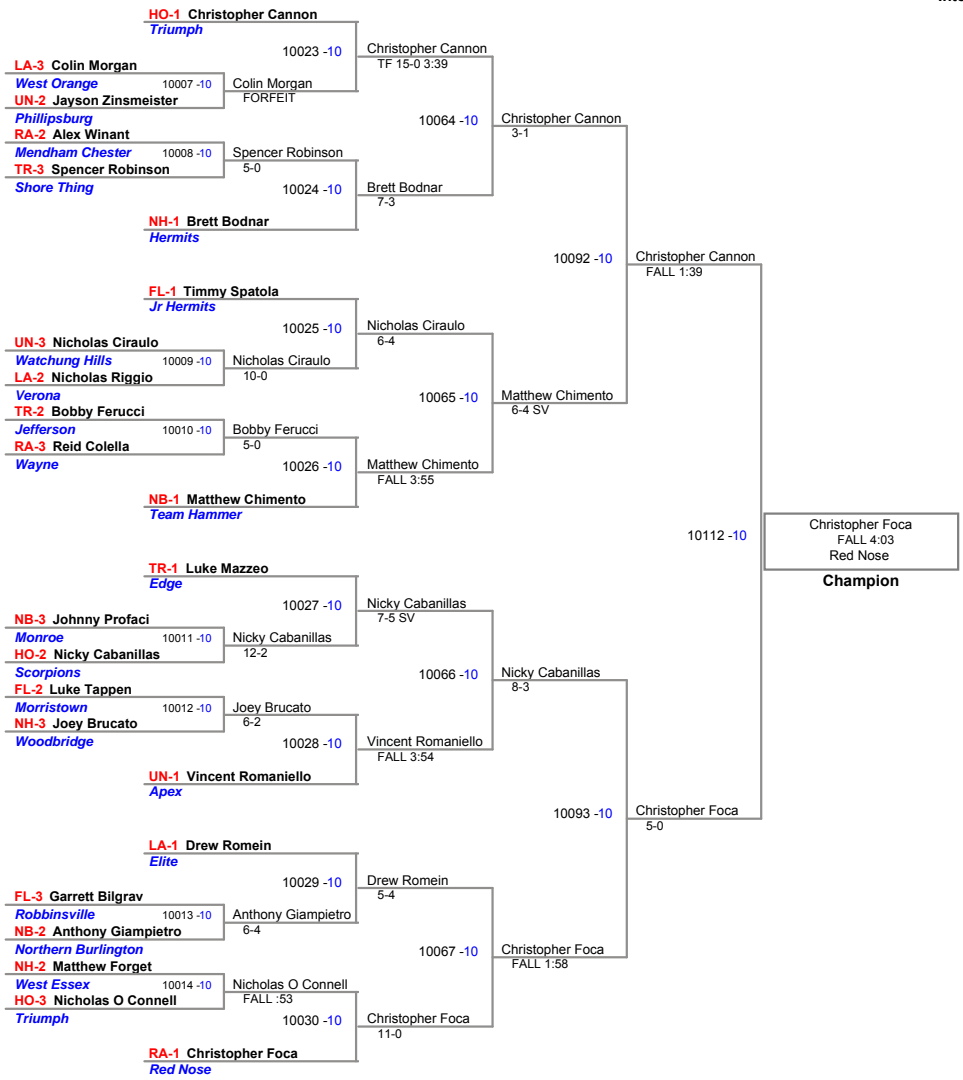 HO-1 Christopher Cannon
Triumph
10023 -10
Christopher Cannon
TF 15-0 3:39
LA-3 Colin Morgan
West Orange
10007 -10
Colin Morgan
FORFEIT
UN-2 Jayson Zinsmeister
Phillipsburg
10064 -10
Christopher Cannon
3-1
RA-2 Alex Winant
Mendham Chester
10008 -10
Spencer Robinson
5-0
TR-3 Spencer Robinson
Shore Thing
10024 -10
Brett Bodnar
7-3
NH-1 Brett Bodnar
Hermits
10092 -10
Christopher Cannon
FALL 1:39
FL-1 Timmy Spatola
Jr Hermits
10025 -10
Nicholas Ciraulo
6-4
UN-3 Nicholas Ciraulo
Watchung Hills
10009 -10
Nicholas Ciraulo
10-0
LA-2 Nicholas Riggio
Verona
10065 -10
Matthew Chimento
6-4 SV
TR-2 Bobby Ferucci
Jefferson
10010 -10
Bobby Ferucci
5-0
RA-3 Reid Colella
Wayne
10026 -10
Matthew Chimento
FALL 3:55
NB-1 Matthew Chimento
Team Hammer
10112 -10
Christopher Foca
FALL 4:03
Red Nose
Champion
TR-1 Luke Mazzeo
Edge
10027 -10
Nicky Cabanillas
7-5 SV
NB-3 Johnny Profaci
Monroe
10011 -10
Nicky Cabanillas
12-2
HO-2 Nicky Cabanillas
Scorpions
10066 -10
Nicky Cabanillas
8-3
FL-2 Luke Tappen
Morristown
10012 -10
Joey Brucato
6-2
NH-3 Joey Brucato
Woodbridge
10028 -10
Vincent Romaniello
FALL 3:54
UN-1 Vincent Romaniello
Apex
10093 -10
Christopher Foca
5-0
LA-1 Drew Romein
Elite
10029 -10
Drew Romein
5-4
FL-3 Garrett Bilgrav
Robbinsville
10013 -10
Anthony Giampietro
6-4
NB-2 Anthony Giampietro
Northern Burlington
10067 -10
Christopher Foca
FALL 1:58
NH-2 Matthew Forget
West Essex
10014 -10
Nicholas O Connell
FALL :53
HO-3 Nicholas O Connell
Triumph
10030 -10
Christopher Foca
11-0
RA-1 Christopher Foca
Red Nose